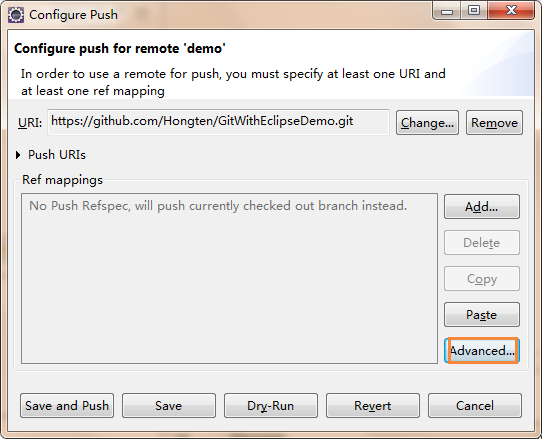 Configure Push
Configure push for remote 'demo'
In order to use a remote for push, you must specify at least one URI and
at least one ref mapping
URI: https://github.com/Hongten/GitWithEclipseDemo.git Change... Remove
Push URIs
Ref mappings
No Push Refspec, will push currently checked out branch instead.
Add...
Delete
Copy
Paste
Advanced...
Save and Push Save Dry-Run Revert Cancel